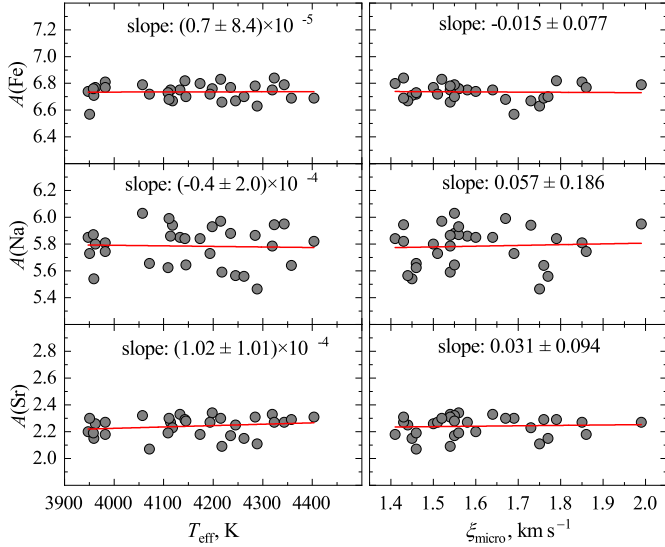 slope: (0.7 ± 8.4)×10 -5
slope: -0.015 ± 0.077
A(Fe)
7.2
6.8
6.4
slope: (-0.4 ± 2.0)×10 -4
slope: 0.057 ± 0.186
A(Na)
6.2
6.0
5.8
5.6
5.4
slope: (1.02 ± 1.01)×10 -4
slope: 0.031 ± 0.094
A(Sr)
2.8
2.6
2.4
2.2
2.0
3900 4000 4100 4200 4300 4400
1.4 1.5 1.6 1.7 1.8 1.9 2.0
Teff, K
ξmicro, km s-1